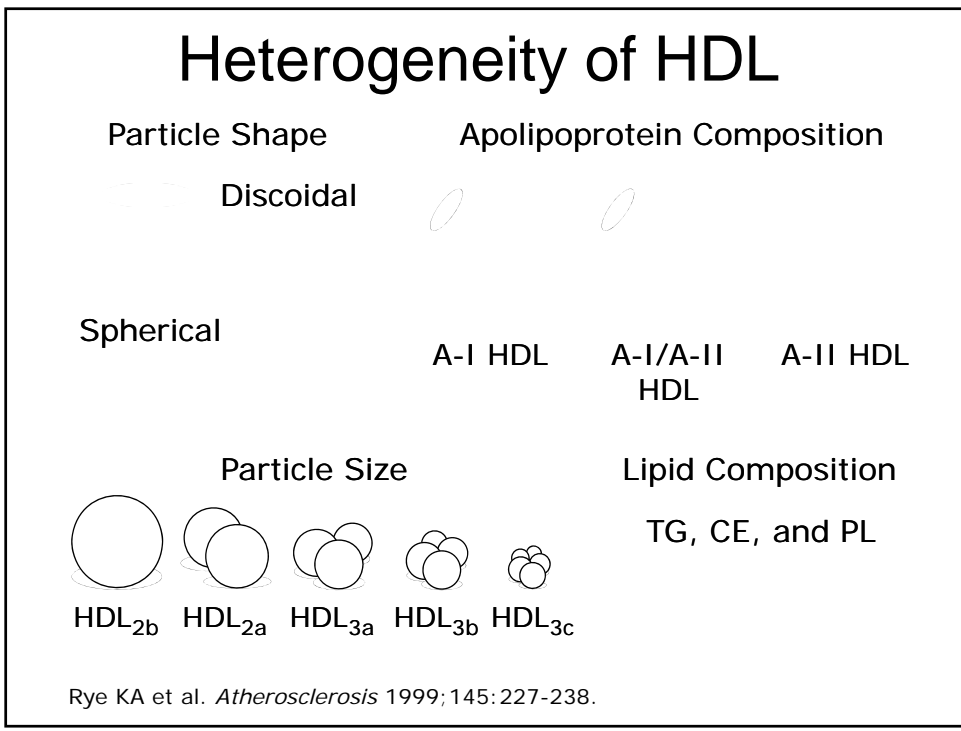 Heterogeneity of HDL
Particle Shape
Discoidal
Spherical
Apolipoprotein Composition
A-I HDL
A-I/A-II
HDL
A-II HDL
Particle Size
HDL2b HDL2a HDL3a HDL3b HDL3c
Lipid Composition
TG, CE, and PL
Rye KA et al. Atherosclerosis 1999;145:227-238.